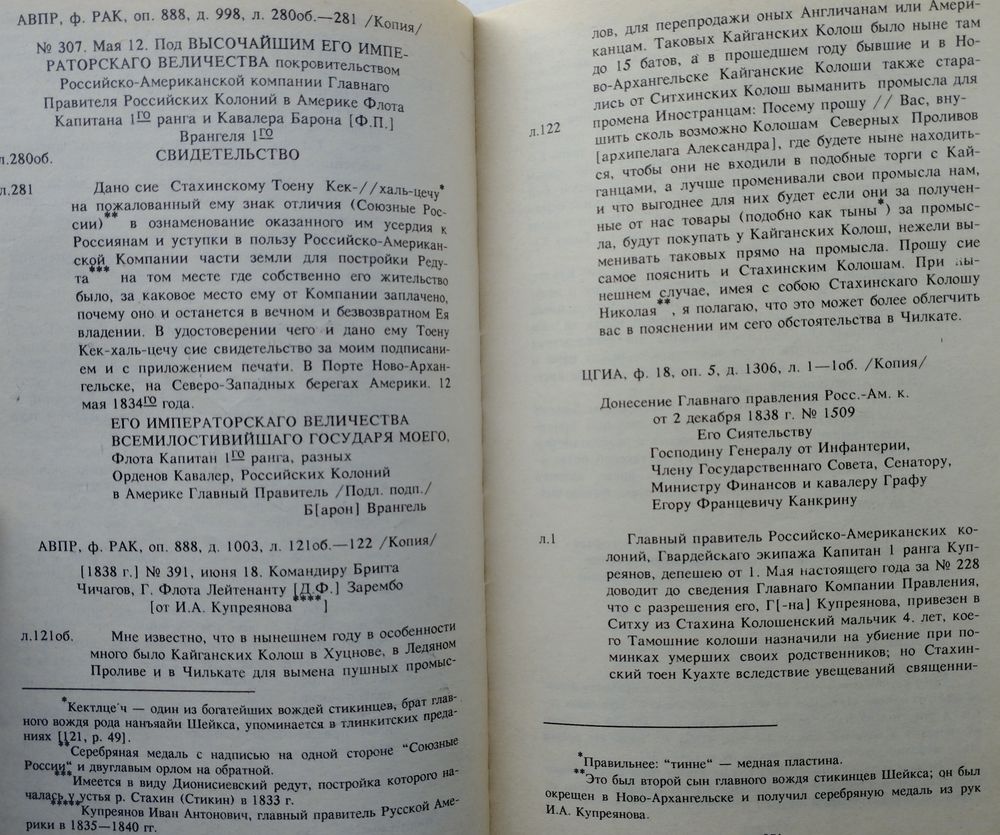 АВПР, ф. РАК, оп. 888, д. 998, л. 280об.—281 /Копия/
№ 307. Мая 12. Под ВЫСОЧАЙШИМ ЕГО ИМПЕ-
РАТОРСКАГО ВЕЛИЧЕСТВА покровительством
Российско-Американской компании Главнаго
Правителя Российских Колоний в Америке Флота
Капитана 1го ранга и Кавалера Барона [Ф.П.]
Врангеля 1го
л.280об.
СВИДЕТЕЛЬСТВО
л.281
Дано сие Стахинскому Тоену Кек-//халь-цечу*
на пожалованный ему знак отличия (Союзные Рос-
сии)** в ознаменование оказанного им усердия к
Россиянам и уступки в пользу Российско-Американ-
ской Компании части земли для постройки Реду-
та*** на том месте где собственно его жительство
было, за каковое место ему от Компании заплачено,
почему оно и останется в вечном и безвозвратном Ея
владении. В удостоверении чего и дано ему Тоену
Кек-халь-цечу сие свидетельство за моим подписани-
ем и с приложением печати. В Порте Ново-Архан-
гельске, на Северо-Западных берегах Америки. 12
мая 1834го года.
ЕГО ИМПЕРАТОРСКАГО ВЕЛИЧЕСТВА
ВСЕМИЛОСТИВИЙШАГО ГОСУДАРЯ МОЕГО,
Флота Капитан 1го ранга, разных
Орденов Кавалер, Российских Колоний
в Америке Главный Правитель /Подл. подп./
Б[арон] Врангель
АВПР, ф. РАК, оп. 888, д. 1003, л. 121об.—122 /Копия/
[1838 г.] № 391, июня 18. Командиру Бригга
Чичагов, Г. Флота Лейтенанту [Д.Ф.] Зарембо
[от И.А. Купреянова****]
л.121об.
Мне известно, что в нынешнем году в особенности
много было Кайганских Колош в Хуцнове, в Ледяном
Проливе и в Чилькате для вымена пушных промыс-
*Кектлце'ч — один из богатейших вождей стикинцев, брат глав-
ного вождя рода нанъяайи Шейкса, упоминается в тлинкитских преда-
ниях [121, р. 49].
**Серебряная медаль с надписью на одной стороне "Союзные
России" и двуглавым орлом на обратной.
***Имеется в виду Дионисиевский редут, постройка которого на-
чалась у устья р. Стахин (Стикин) в 1833 г.
****Купреянов Иван Антонович, главный правитель Русской Аме-
рики в 1835—1840 гг.
лов, для перепродажи оных Англичанам или Амери-
канцам. Таковых Кайганских Колош было ныне там
до 15 батов, а в прошедшем году бывшие и в Но-
во-Архангельске Кайганские Колоши также стара-
лись от Ситхинских Колош выманить промысла для
промена Иностранцам: Посему прошу // Вас, вну-
л.122
шить сколь возможно Колошам Северных Проливов
[архипелага Александра], где будете ныне находить-
ся, чтобы они не входили в подобные торги с Кай-
ганцами, а лучше променивали свои промысла нам,
и что выгоднее для них будет если они за получен-
ные от нас товары (подобно как тыны*) за промыс-
ла, будут покупать у Кайганских Колош, нежели вы-
менивать таковых прямо на промысла. Прошу сие
самое пояснить и Стахинским Колошам. При ны-
нешнем случае, имея с собою Стахинскаго Колошу
Николая**, я полагаю, что это может более облегчить
вас в пояснении им сего обстоятельства в Чилкате.
ЦГИА, ф. 18, оп. 5, д. 1306, л. 1—1об. /Копия/
Донесение Главнаго правления Росс.-Ам. к.
от 2 декабря 1838 г. № 1509
Его Сиятельству
Господину Генералу от Инфантерии,
Члену Государственнаго Совета, Сенатору,
Министру Финансов и кавалеру Графу
Егору Францевичу Канкрину
л.1
Главный правитель Российско-Американских ко-
лоний, Гвардейскаго экипажа Капитан 1 ранга Куп-
реянов, депешею от 1. Мая настоящего года за № 228
доводит до сведения Главнаго Компании Правления,
что с разрешения его, Г[-на] Купреянова, привезен в
Ситху из Стахина Колошенский мальчик 4. лет, кое-
го Тамошние колоши назначили на убиение при по-
минках умерших своих родственников; но Стахин-
ский тоен Куахте вследствие увещеваний священни-
*Правильнее: "тинне" — медная пластина.
**Это был второй сын главного вождя стикинцев Шейкса; он был
окрещен в Ново-Архангельске и получил серебряную медаль из рук
И.А. Купреянова.